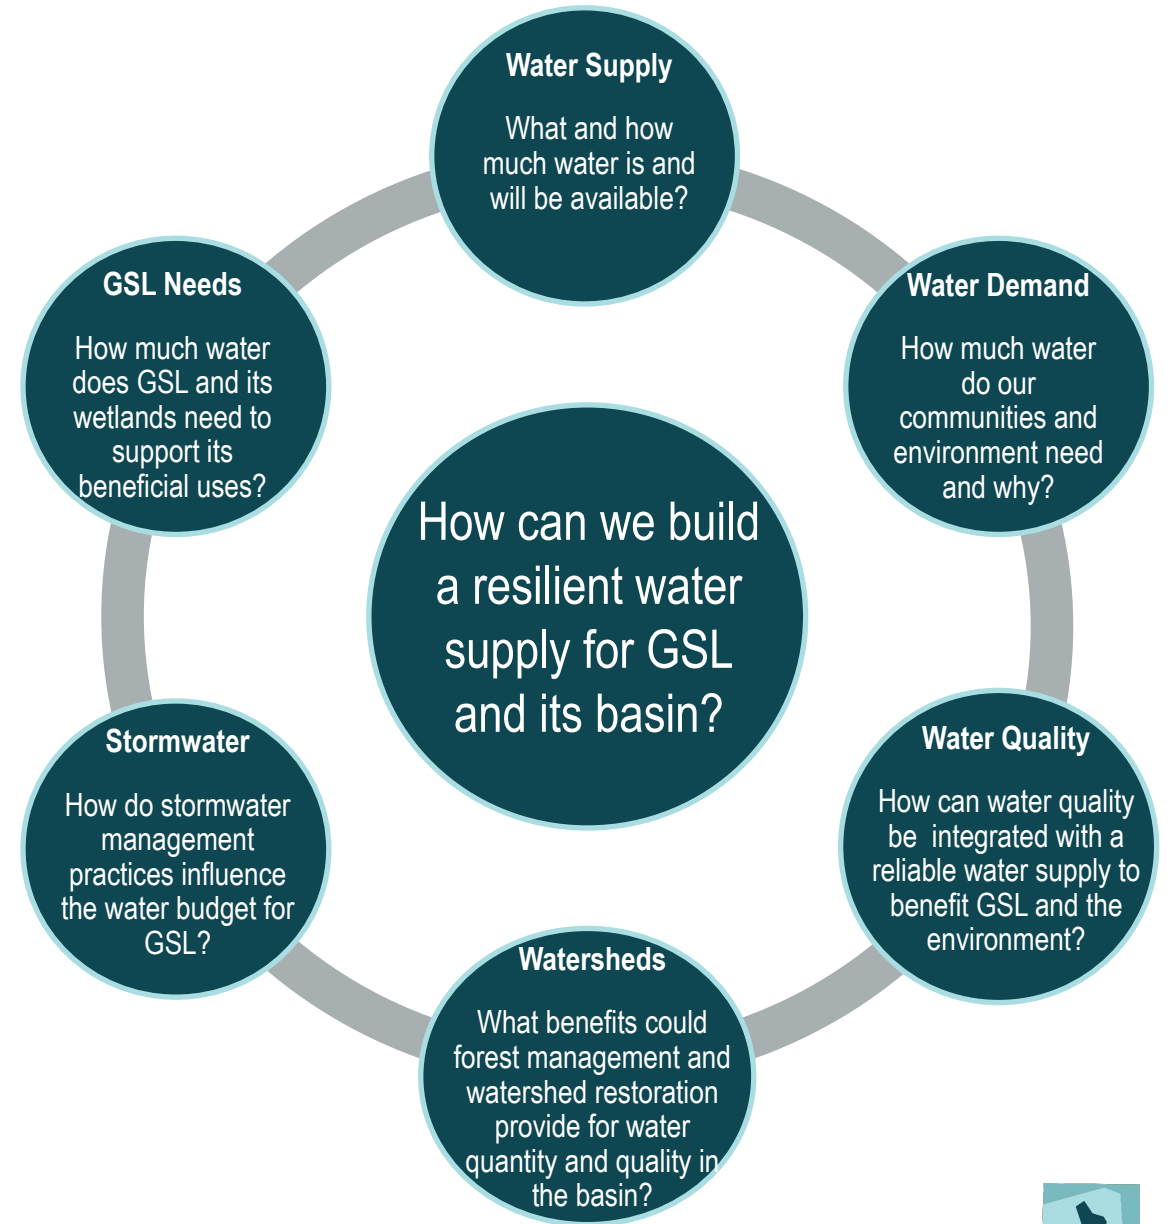 Water Supply
What and how
much water is and
will be available?
Water Demand
How much water
do our
communities and
environment need
and why?
Water Quality
How can water quality
be  integrated with a
reliable water supply to
benefit GSL and the
environment?
Watersheds
What benefits could
forest management and
watershed restoration
provide for water
quantity and quality in
the basin?
Stormwater
How do stormwater
management
practices influence
the water budget for
GSL?
GSL Needs
How much water
does GSL and its
wetlands need to
support its
beneficial uses?
How can we build
a resilient water
supply for GSL
and its basin?